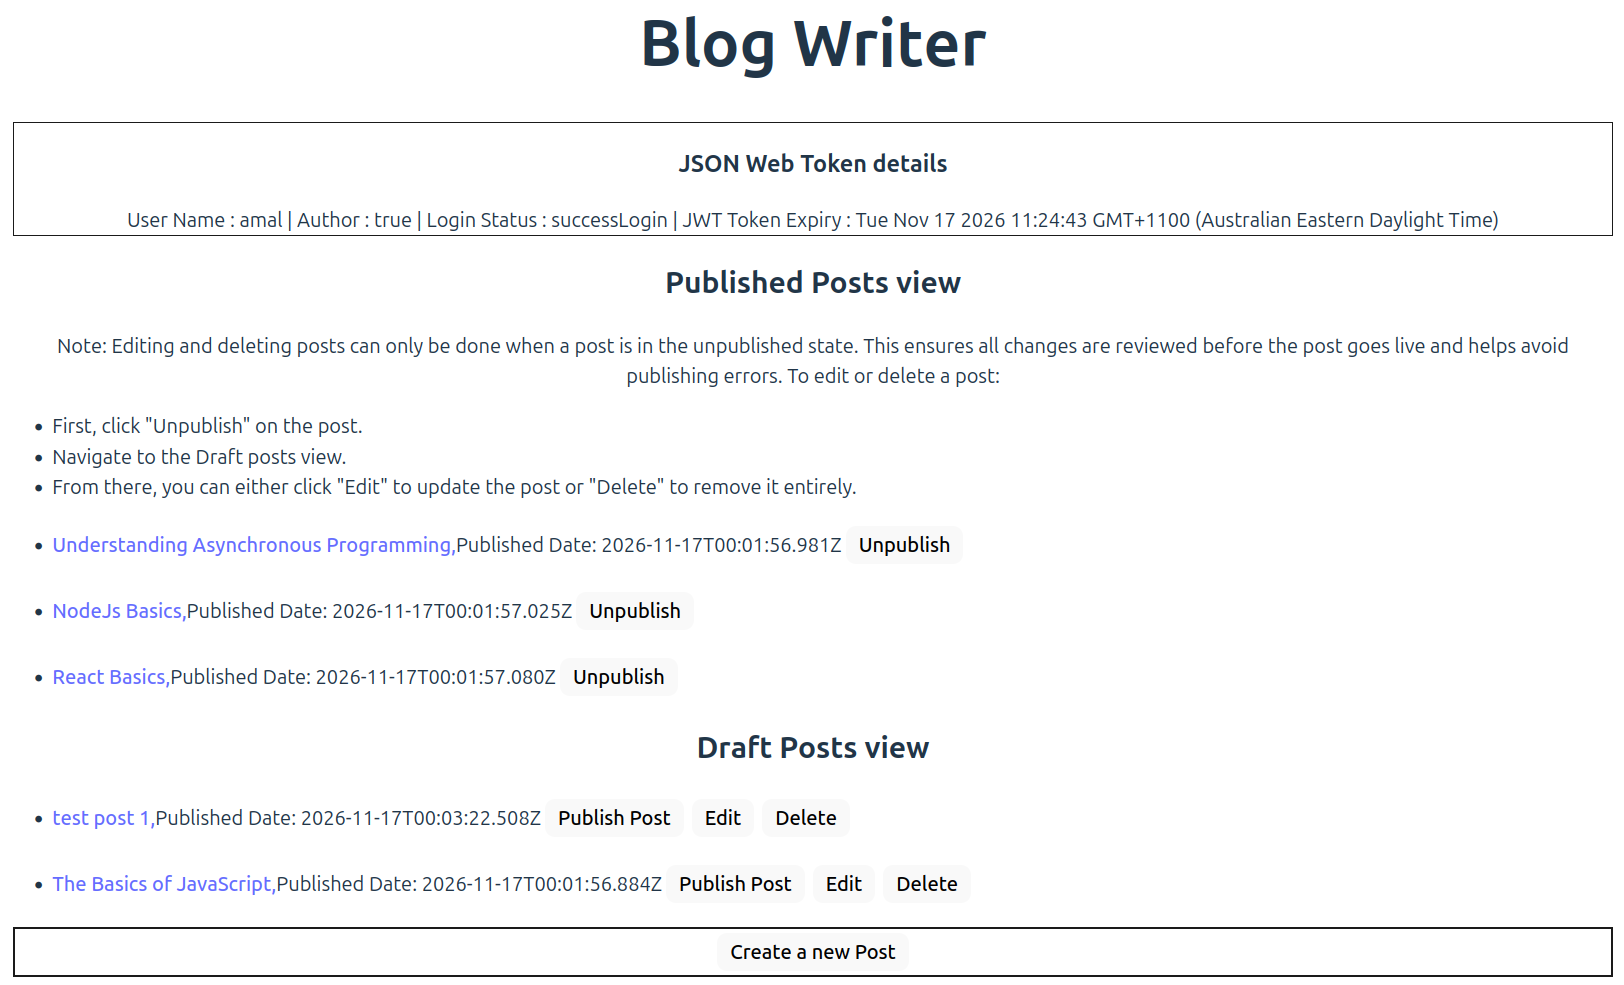 Blog Writer
JSON Web Token details
User Name : amal | Author : true | Login Status : successLogin | JWT Token Expiry : Tue Nov 17 2026 11:24:43 GMT+1100 (Australian Eastern Daylight Time)
Published Posts view
Note: Editing and deleting posts can only be done when a post is in the unpublished state. This ensures all changes are reviewed before the post goes live and helps avoid
publishing errors. To edit or delete a post:
• First, click "Unpublish" on the post.
• Navigate to the Draft posts view.
• From there, you can either click "Edit" to update the post or "Delete" to remove it entirely.
• Understanding Asynchronous Programming,Published Date: 2026-11-17T00:01:56.981Z Unpublish
• NodeJs Basics,Published Date: 2026-11-17T00:01:57.025Z Unpublish
• React Basics,Published Date: 2026-11-17T00:01:57.080Z Unpublish
Draft Posts view
• test post 1,Published Date: 2026-11-17T00:03:22.508Z Publish Post Edit Delete
• The Basics of JavaScript,Published Date: 2026-11-17T00:01:56.884Z Publish Post Edit Delete
Create a new Post